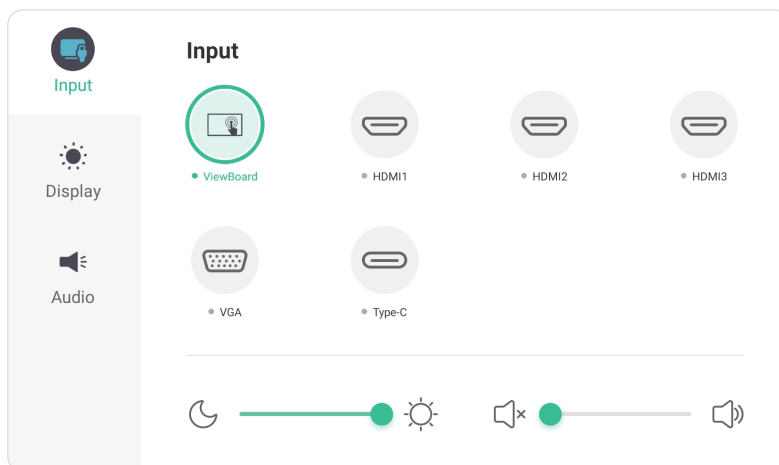 Input
Display
Audio
Input
ViewBoard
HDMI1
HDMI2
HDMI3
VGA
Type-C